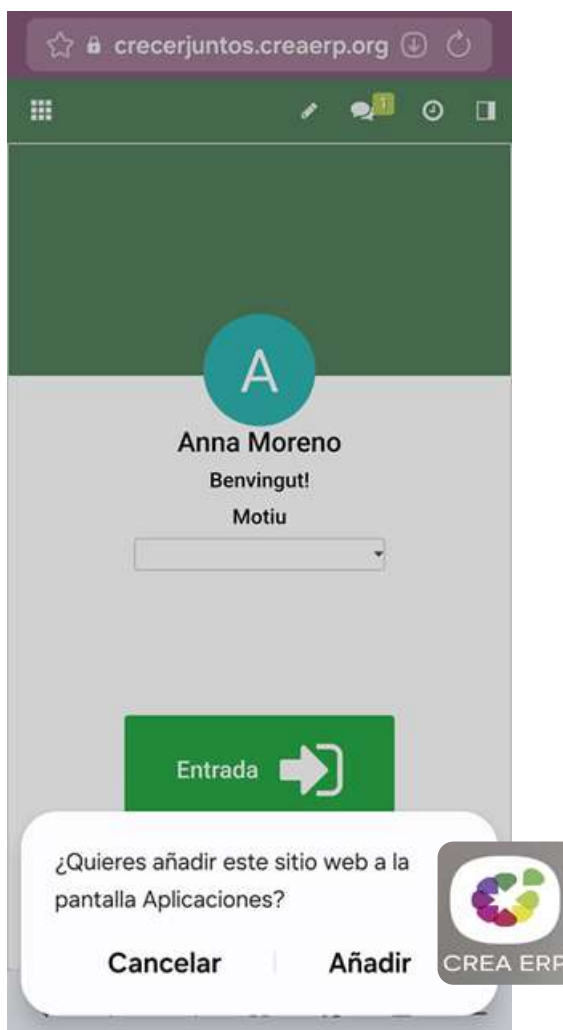 crecerjuntos.creaerp.org
1
A
Anna Moreno
Benvingut!
Motiu
Entrada
¿Quieres añadir este sitio web a la
pantalla Aplicaciones?
Cancelar
Añadir
CREA ERP